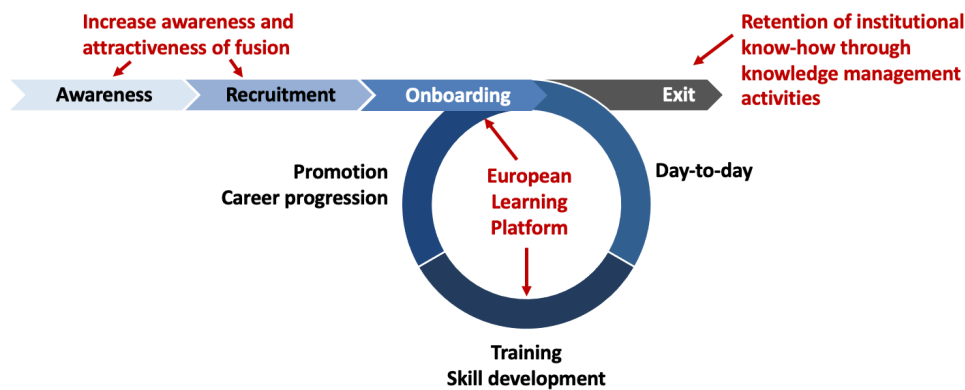 Increase awareness and
attractiveness of fusion
Retention of institutional
know-how through
knowledge management
activities
Awareness
Recruitment
Onboarding
Exit
Promotion
Career progression
European
Learning
Platform
Day-to-day
Training
Skill development